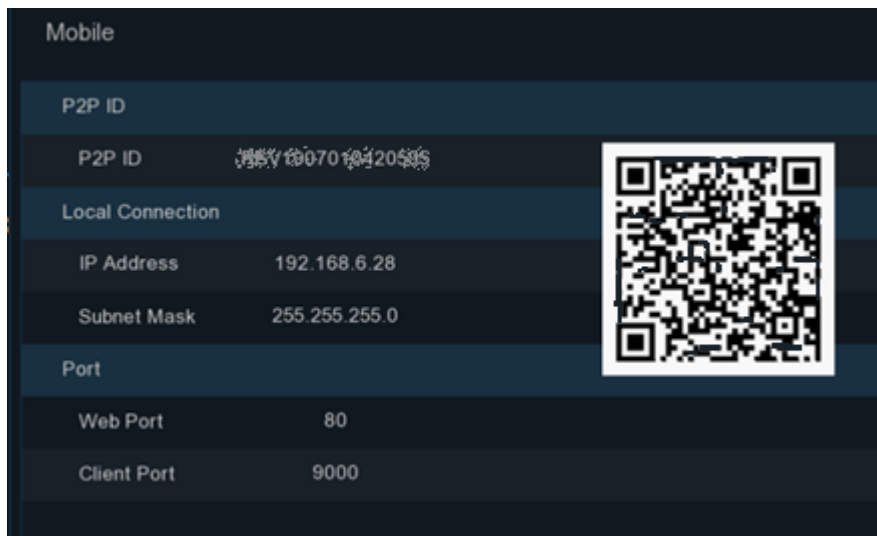 Mobile
P2P ID
P2P ID
Local Connection
IP Address 192.168.6.28
Subnet Mask 255.255.255.0
Port
Web Port 80
Client Port 9000